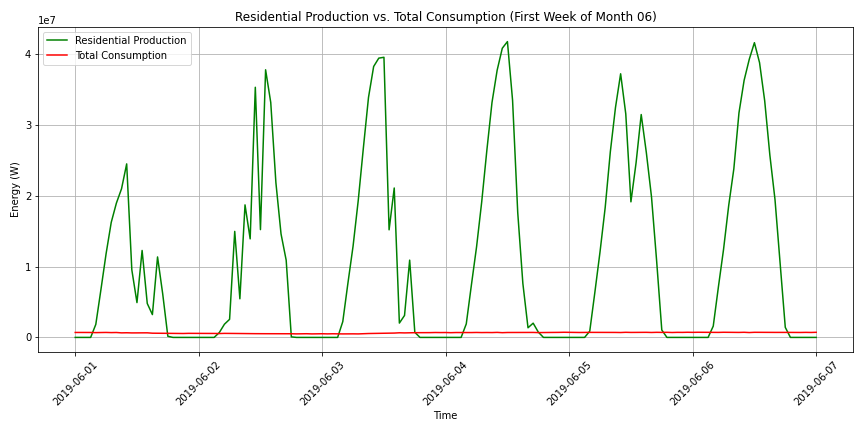 Residential Production vs. Total Consumption (First Week of Month 06)
1e7
Residential Production
Total Consumption
4
3
2
1
0
Energy (W)
2019-06-01
2019-06-02
2019-06-03
2019-06-04
2019-06-05
2019-06-06
2019-06-07
Time